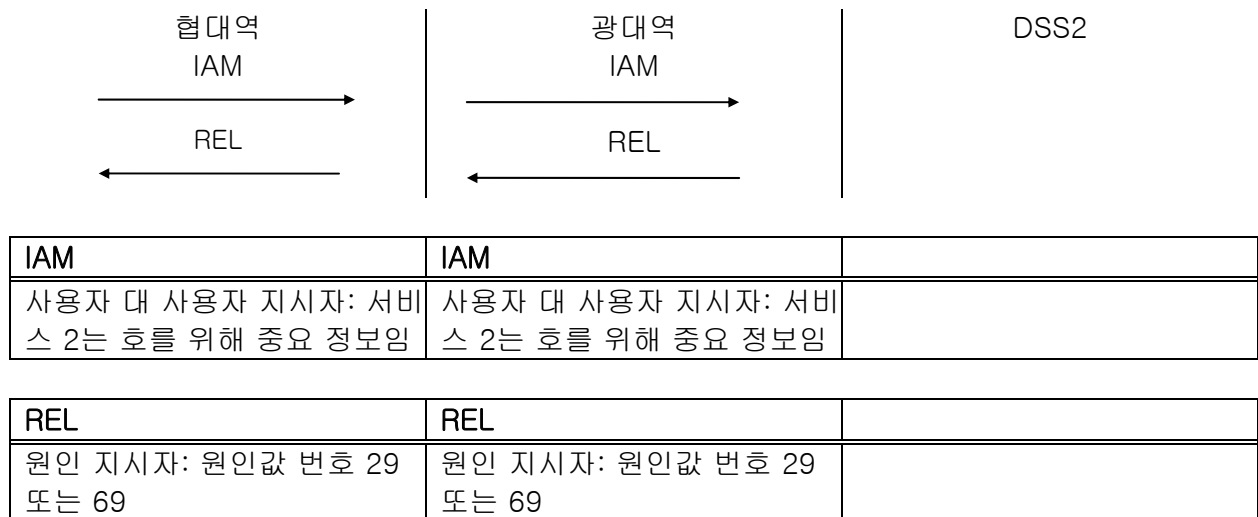 협대역 광대역 DSS2
IAM IAM
REL REL
IAM IAM
사용자 대 사용자 지시자: 서비 사용자 대 사용자 지시자: 서비
스 2는 호를 위해 중요 정보임 스 2는 호를 위해 중요 정보임
REL REL
원인 지시자: 원인값 번호 29 원인 지시자: 원인값 번호 29
또는 69 또는 69